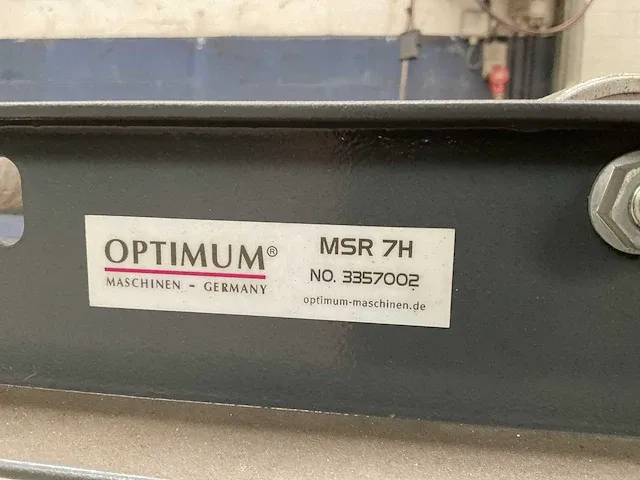 OPTIMUM®
MASCHINEN - GERMANY
MSR 7H
NO. 3357002
optimum-maschinen.de